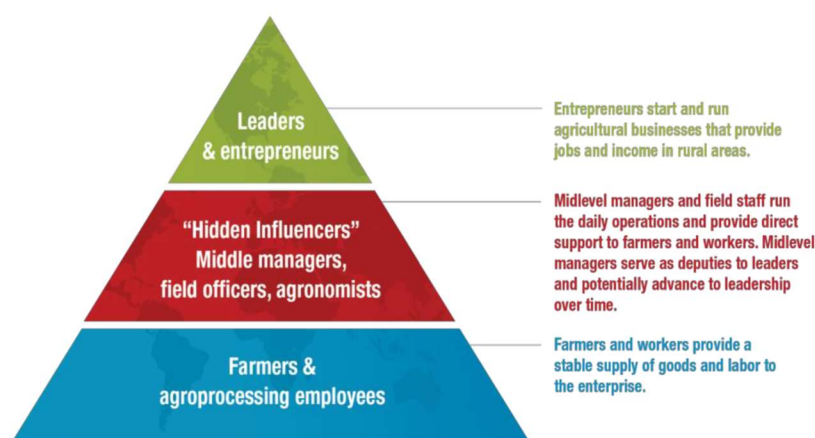 Leaders
& entrepreneurs
Entrepreneurs start and run
agricultural businesses that provide
jobs and income in rural areas.
“Hidden Influencers”
Middle managers,
field officers, agronomists
Midlevel managers and field staff run
the daily operations and provide direct
support to farmers and workers. Midlevel
managers serve as deputies to leaders
and potentially advance to leadership
over time.
Farmers &
agroprocessing employees
Farmers and workers provide a
stable supply of goods and labor to
the enterprise.